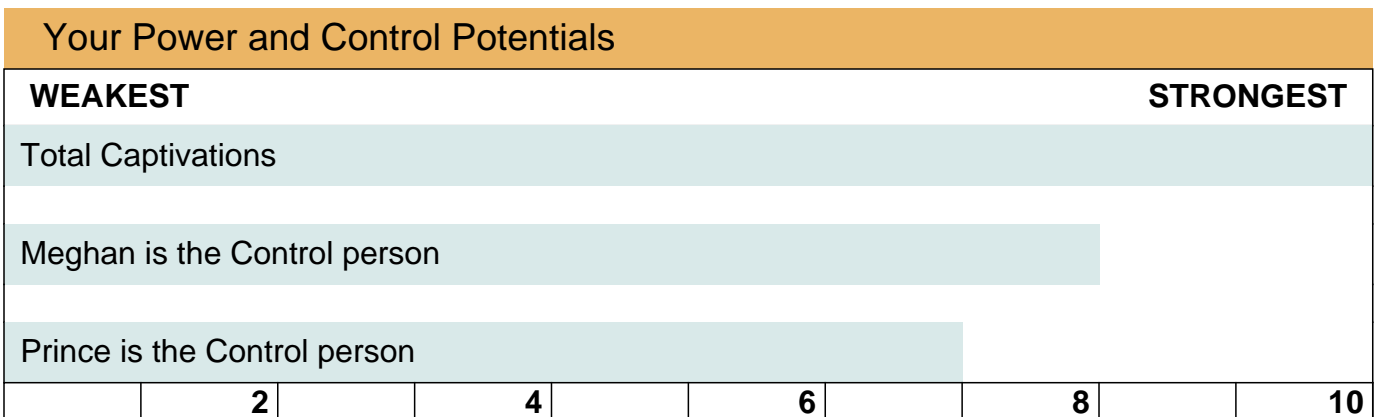 Your Power and Control Potentials
WEAKEST STRONGEST
Total Captivations
Meghan is the Control person
Prince is the Control person
2 4 6 8 10